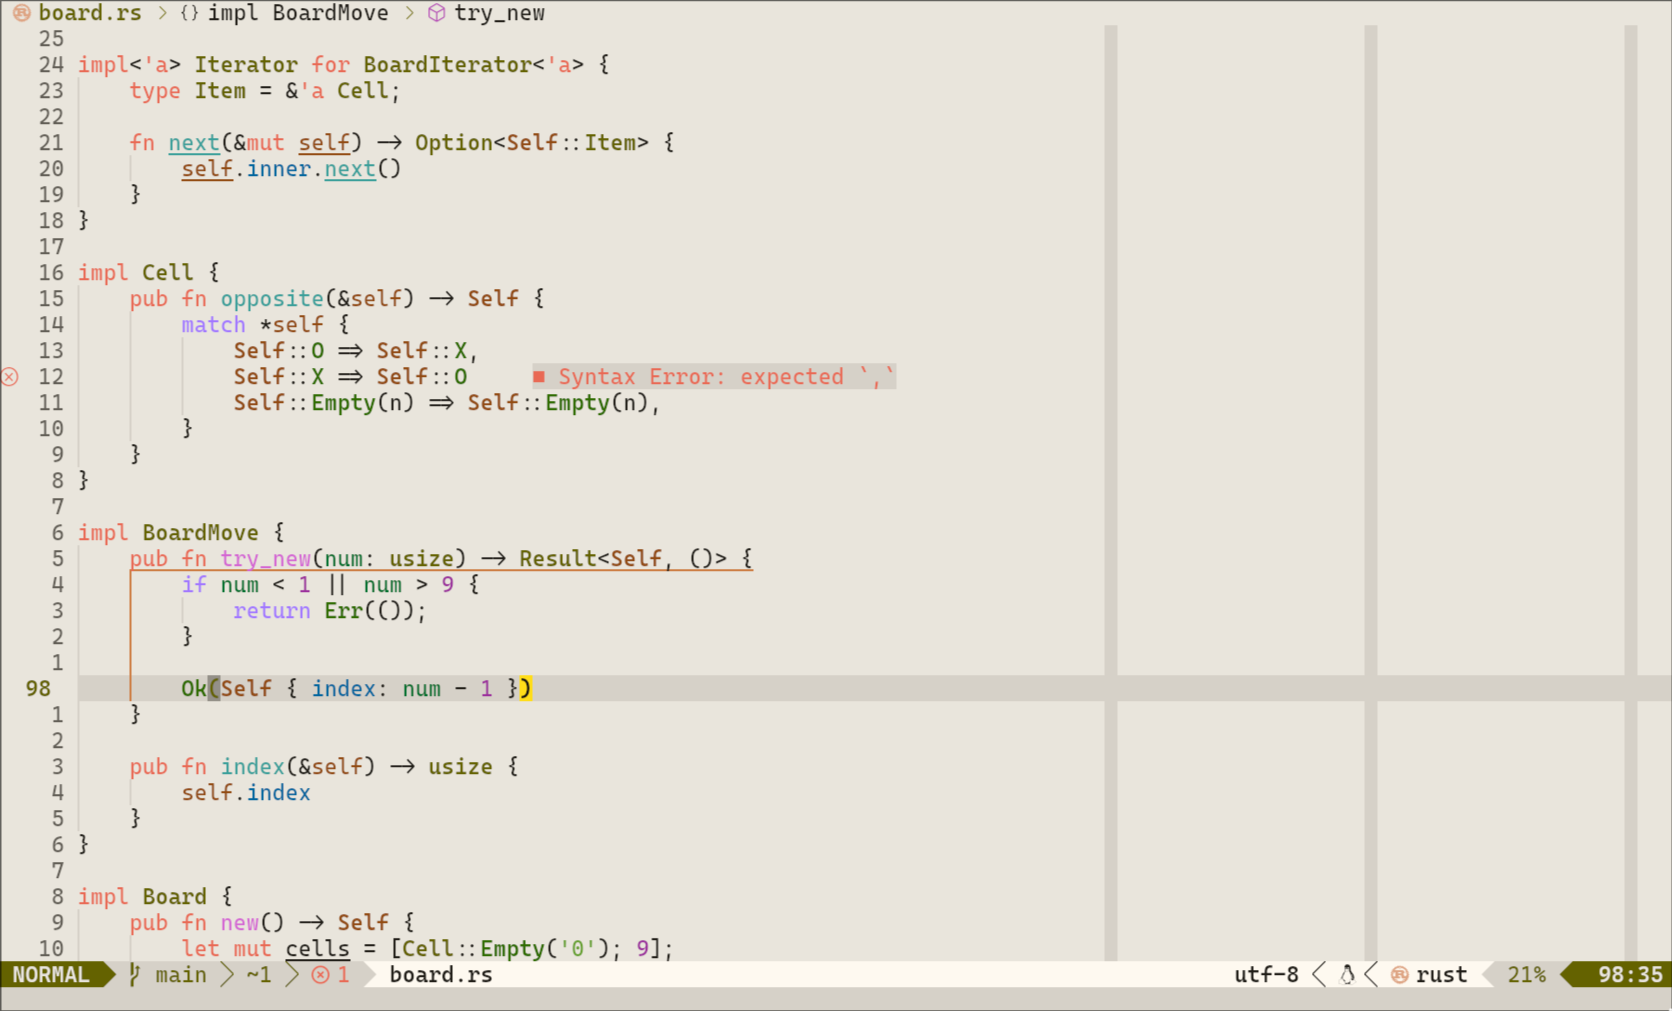 board.rs > {} impl BoardMove > try_new
25
24 impl<'a> Iterator for BoardIterator<'a> {
23     type Item = &'a Cell;
22
21     fn next(&mut self) -> Option<Self::Item> {
20         self.inner.next()
19     }
18 }
17
16 impl Cell {
15     pub fn opposite(&self) -> Self {
14         match *self {
13             Self::O => Self::X,
12             Self::X => Self::O     ■ Syntax Error: expected `,`
11             Self::Empty(n) => Self::Empty(n),
10         }
9     }
8 }
7
6 impl BoardMove {
5     pub fn try_new(num: usize) -> Result<Self, ()> {
4         if num < 1 || num > 9 {
3             return Err(());
2         }
1
98         Ok(Self { index: num - 1 })
1     }
2
3     pub fn index(&self) -> usize {
4         self.index
5     }
6 }
7
8 impl Board {
9     pub fn new() -> Self {
10         let mut cells = [Cell::Empty('0'); 9];
NORMAL main > ~1 > 1 board.rs utf-8 < < rust 21% 98:35